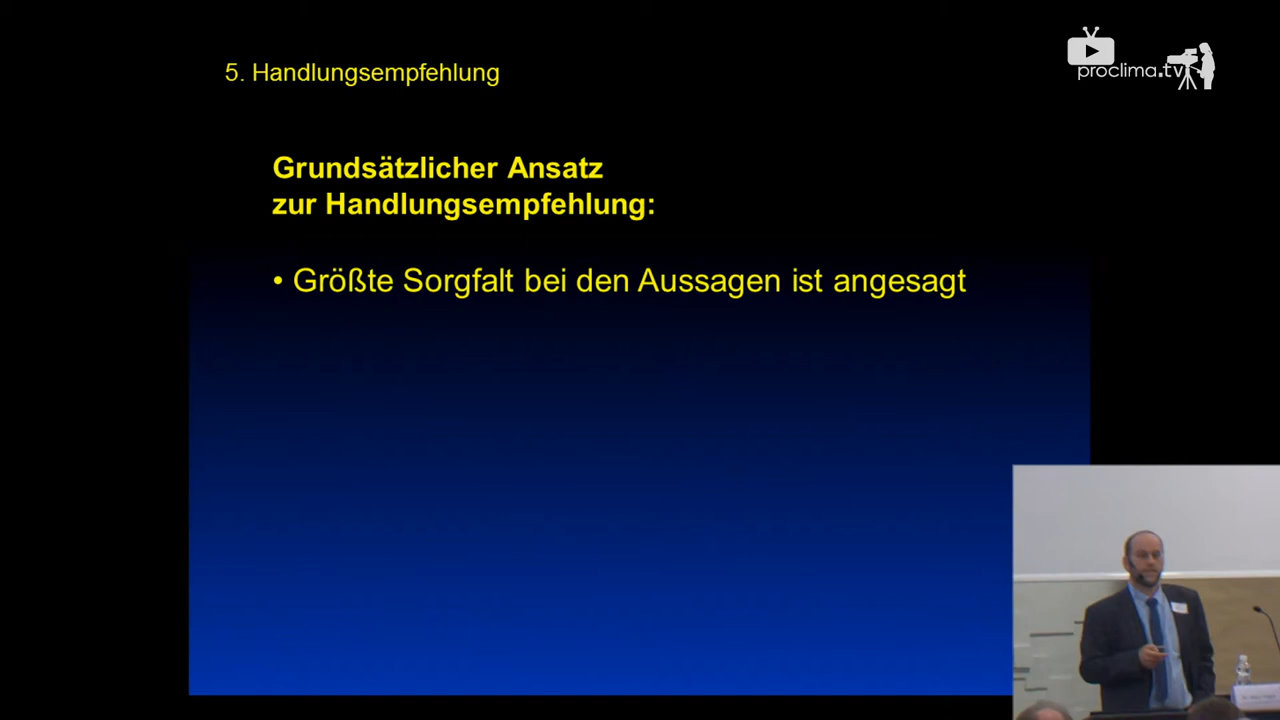 5. Handlungsempfehlung
proclima.tv
Grundsätzlicher Ansatz
zur Handlungsempfehlung:
• Größte Sorgfalt bei den Aussagen ist angesagt